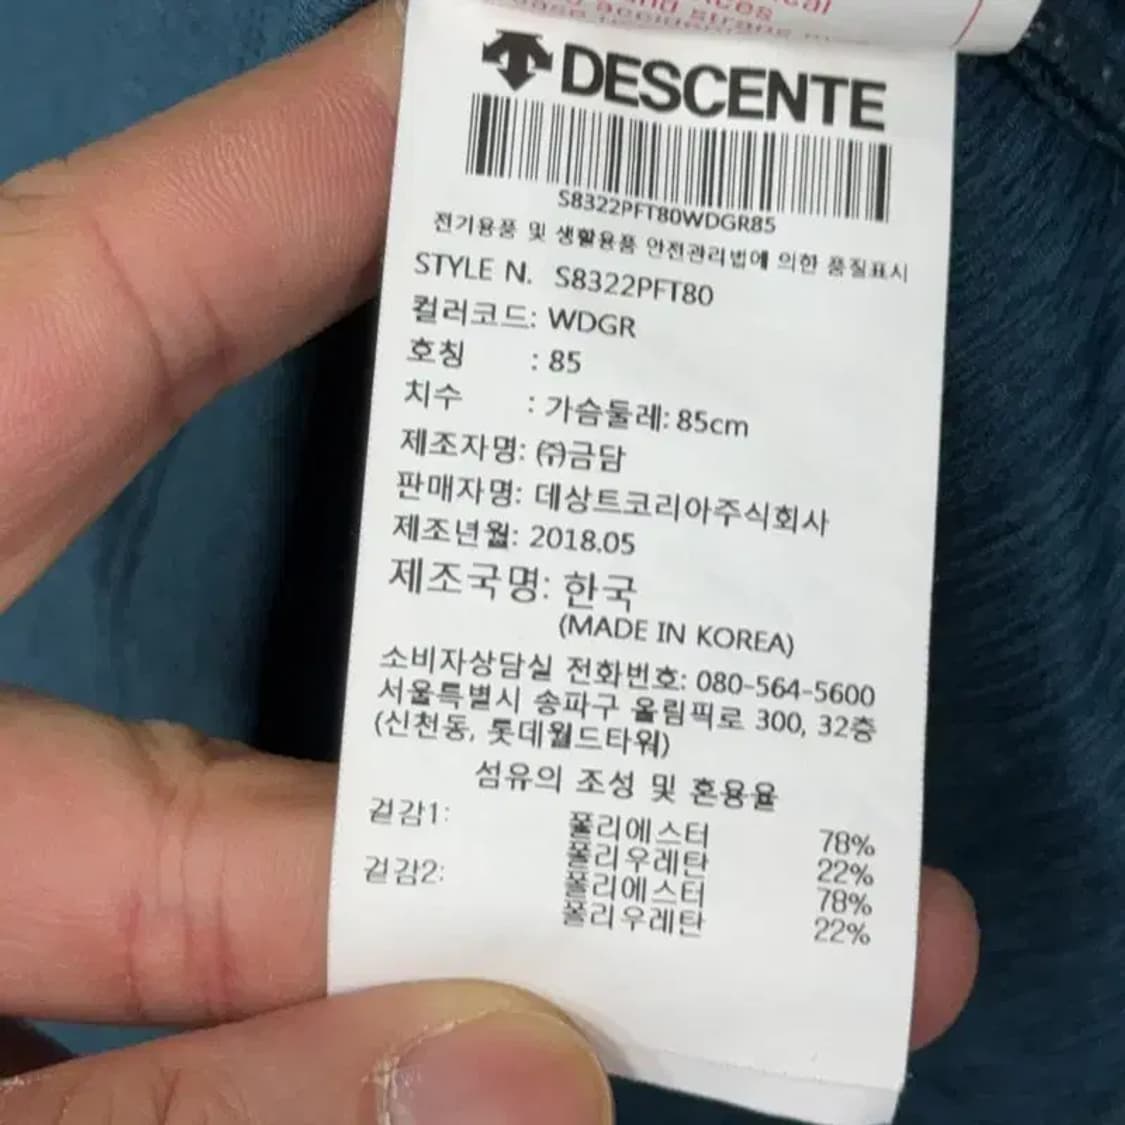 and strang
DESCENTE
S8322PFT80WDGR85
전기용품 및 생활용품 안전관리법에 의한 품질표시
STYLE N. S8322PFT80
컬러코드: WDGR
호칭 : 85
치수 : 가슴둘레: 85cm
제조자명: ㈜금담
판매자명: 데상트코리아주식회사
제조년월: 2018.05
제조국명: 한국
(MADE IN KOREA)
소비자상담실 전화번호: 080-564-5600
서울특별시 송파구 올림픽로 300, 32층
(신천동, 롯데월드타워)
섬유의 조성 및 혼용율
겉감1: 폴리에스터 78%
폴리우레탄 22%
겉감2: 폴리에스터 78%
폴리우레탄 22%